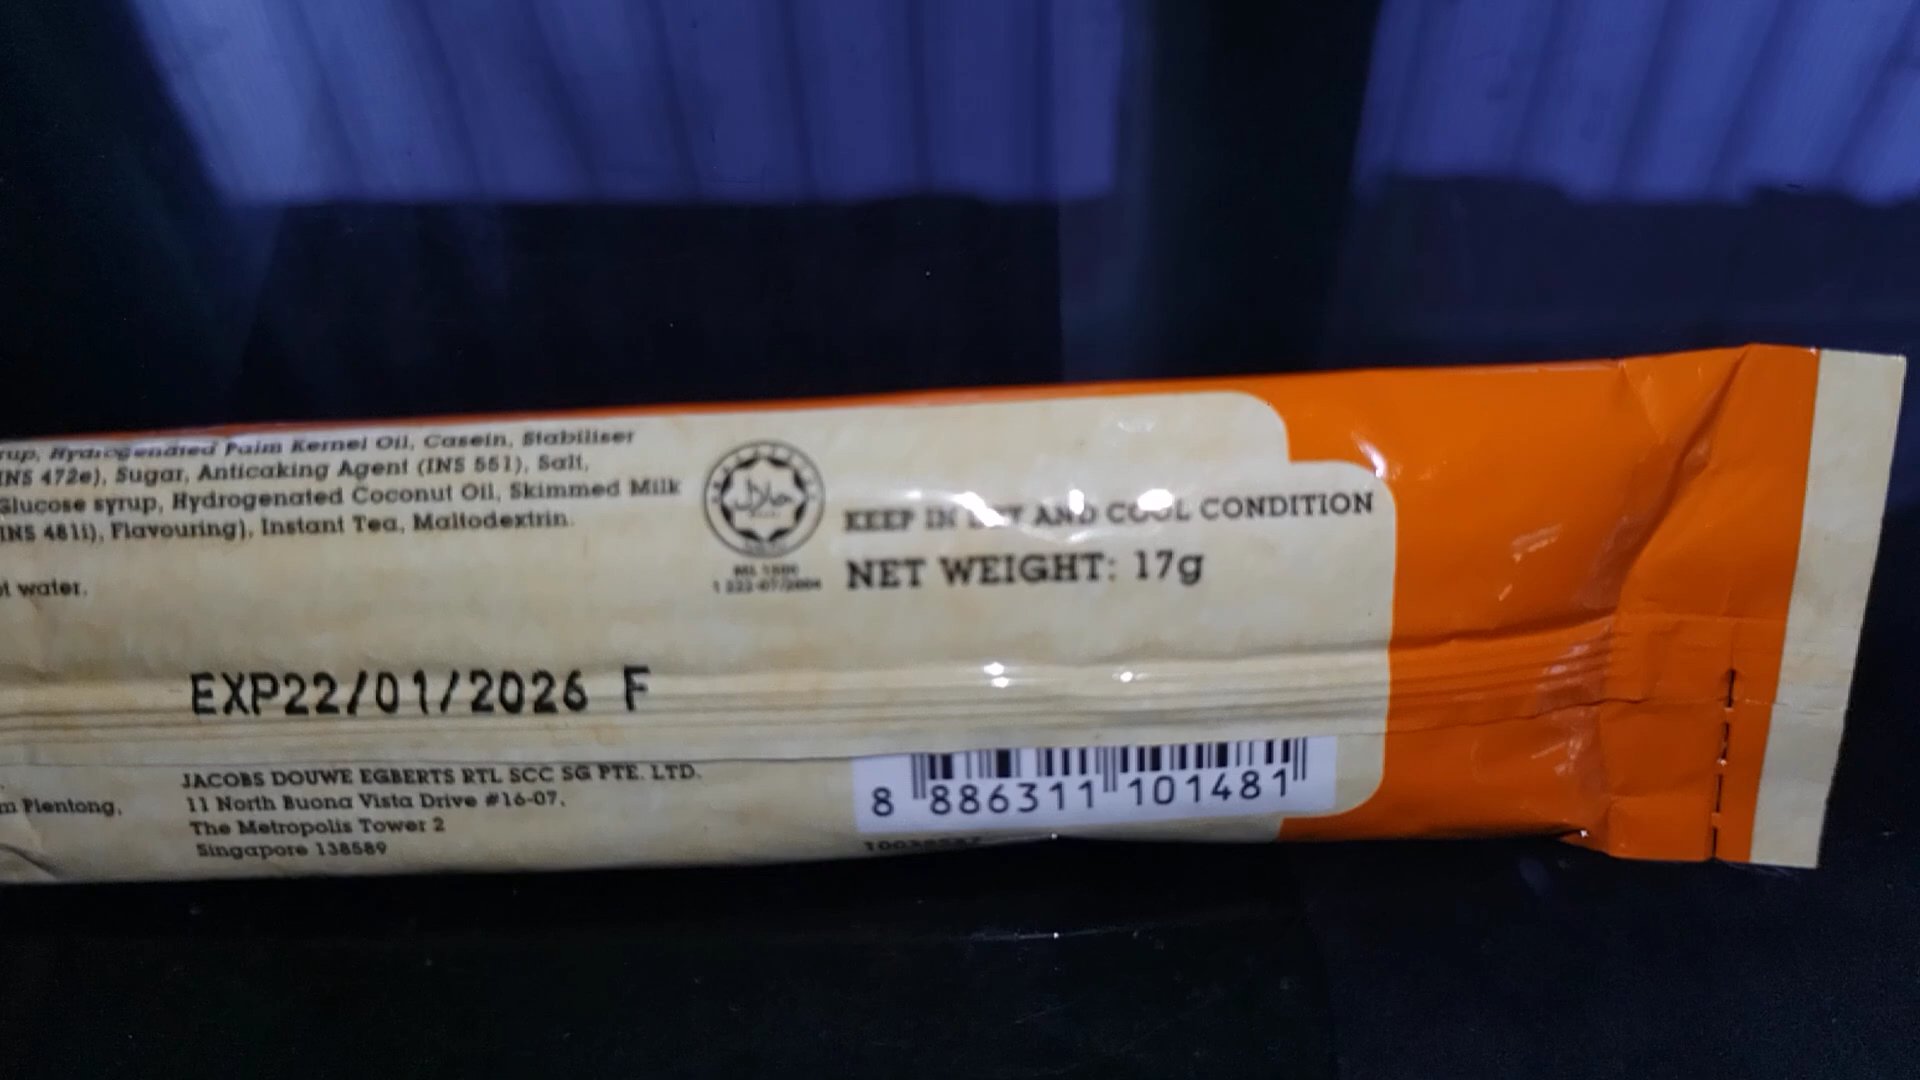 rup, Hydrogenated Palm Kernel Oil, Casein, Stabiliser
(INS 472e), Sugar, Anticaking Agent (INS 551), Salt,
Glucose syrup, Hydrogenated Coconut Oil, Skimmed Milk
(INS 481i), Flavouring), Instant Tea, Maltodextrin.
water.
حلال
KEEP IN DRY AND COOL CONDITION
NET WEIGHT: 17g
EXP22/01/2026 F
Plentong,
JACOBS DOUWE EGBERTS RTL SCC SG PTE. LTD.
11 North Buona Vista Drive #16-07,
The Metropolis Tower 2
Singapore 138589
8 886311 101481